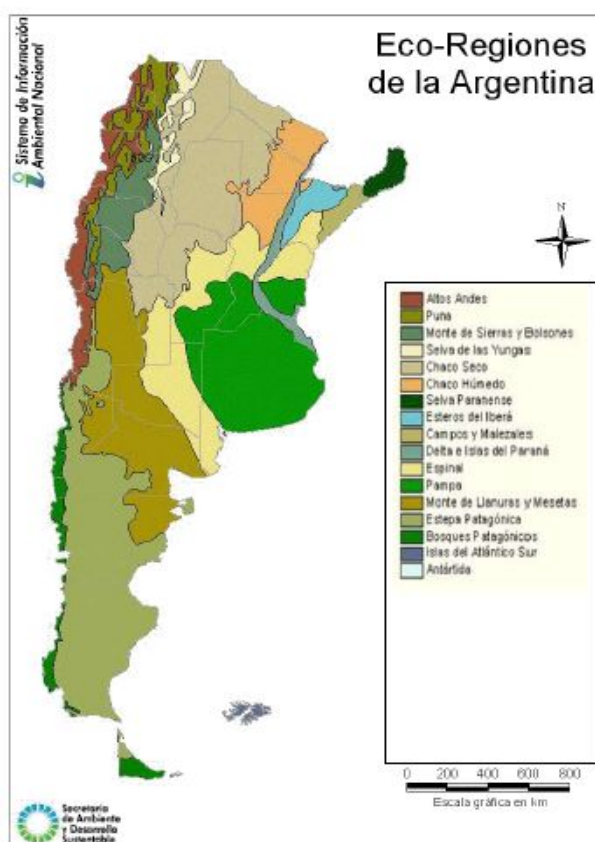 Sistema de Información
Ambiental Nacional
Eco-Regiones
de la Argentina
N
Altos Andes
Puna
Monte de Sierras y Bolsones
Selva de las Yungas
Chaco Seco
Chaco Húmedo
Selva Paranense
Esteros del Iberá
Campos y Malezales
Delta e Islas del Paraná
Espinal
Pampa
Monte de Llanuras y Mesetas
Estepa Patagónica
Bosques Patagónicos
Islas del Atlántico Sur
Antártida
0 200 400 600 800
Escala gráfica en km
Secretaría
de Ambiente
y Desarrollo
Sustentable